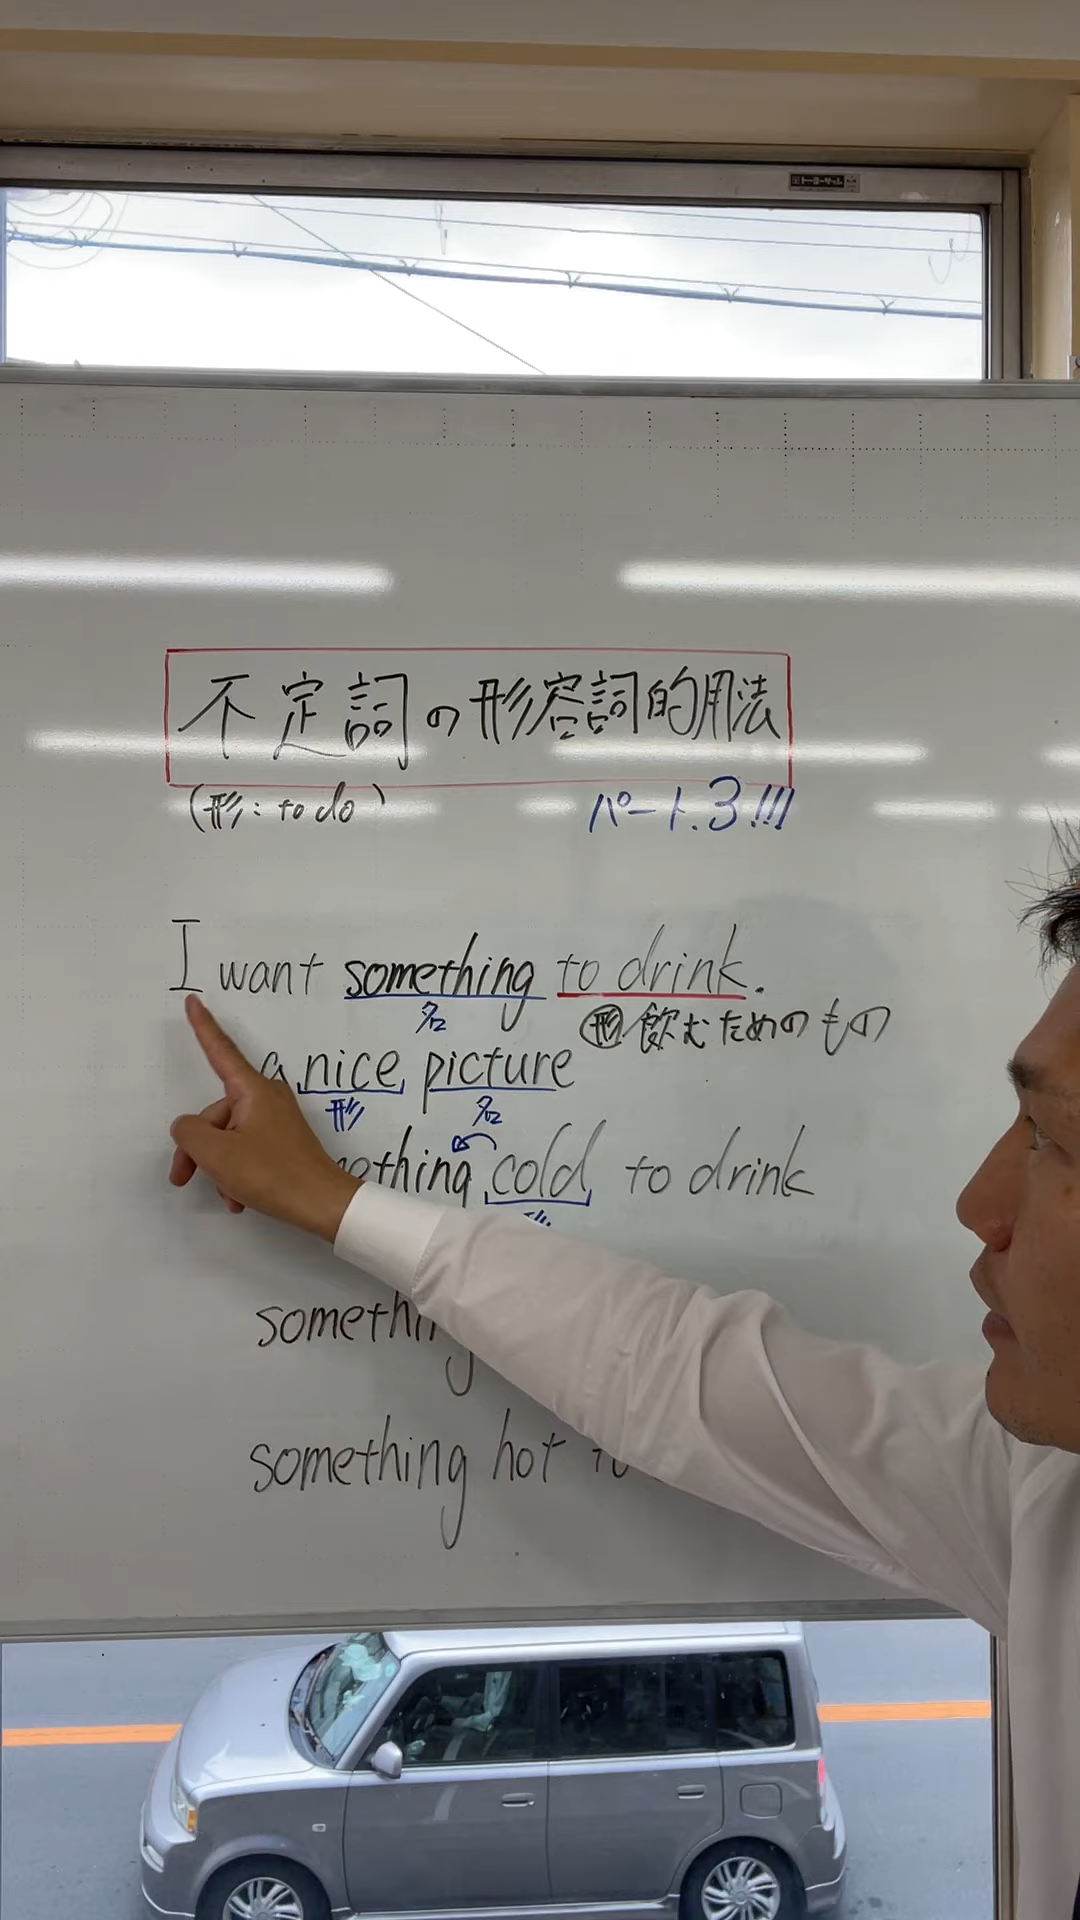 不定詞の形容詞的用法
(形:to do)
パート.3!!!
I want something to drink.
名
形 飲むためのもの
a nice picture
形 名
cold to drink
something hot